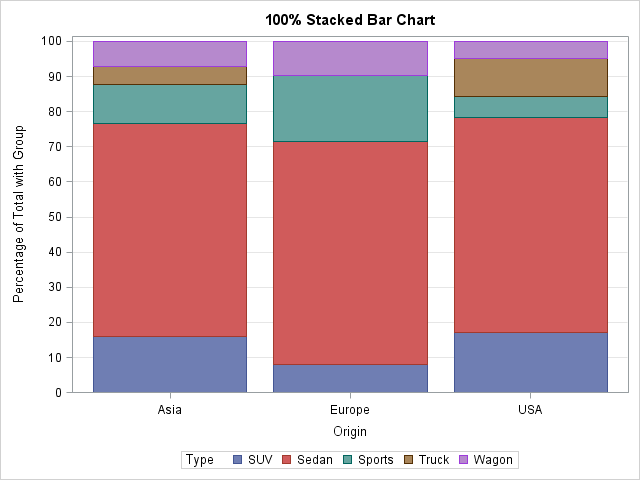 100% Stacked Bar Chart
Percentage of Total with Group
100
90
80
70
60
50
40
30
20
10
0
Asia Europe USA
Origin
Type SUV Sedan Sports Truck Wagon